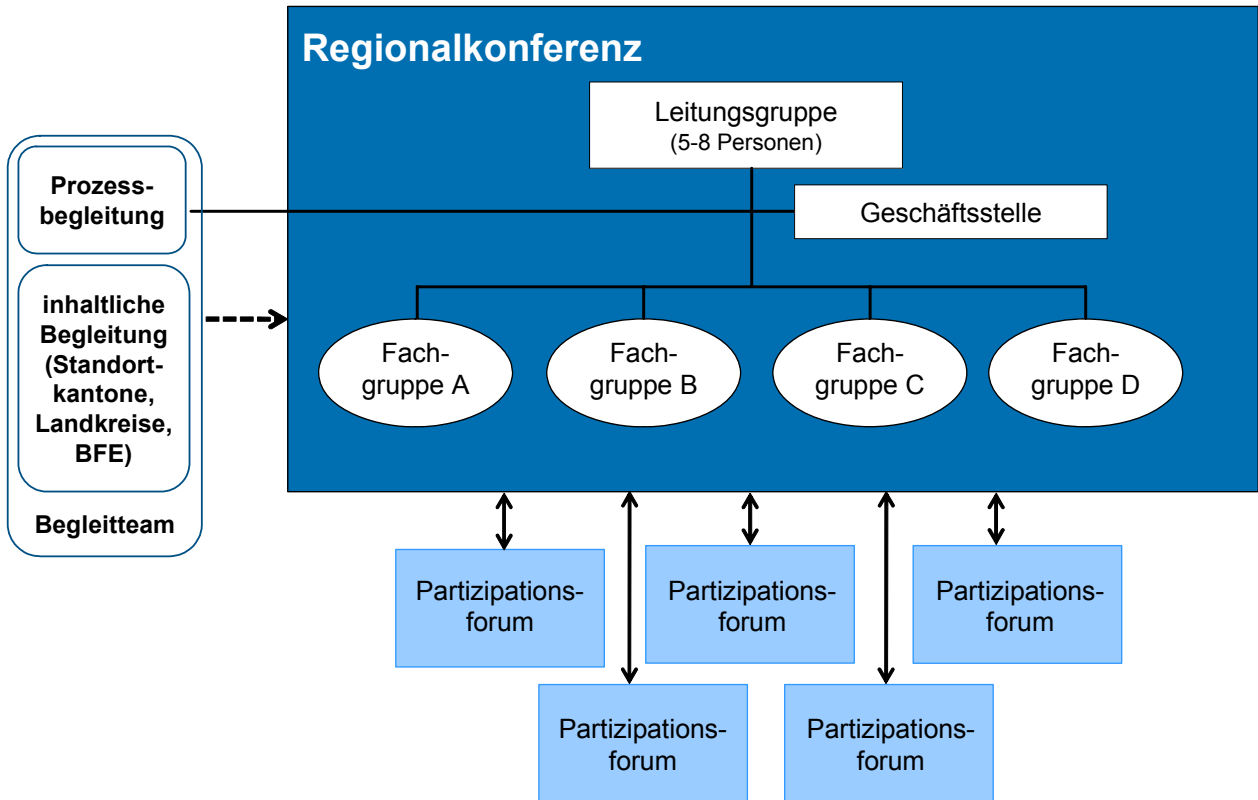 Regionalkonferenz
Leitungsgruppe
(5-8 Personen)
Prozess-
begleitung
Geschäftsstelle
inhaltliche
Begleitung
(Standort-
kantone,
Landkreise,
BFE)
Begleitteam
Fach-
gruppe A
Fach-
gruppe B
Fach-
gruppe C
Fach-
gruppe D
Partizipations-
forum
Partizipations-
forum
Partizipations-
forum
Partizipations-
forum
Partizipations-
forum